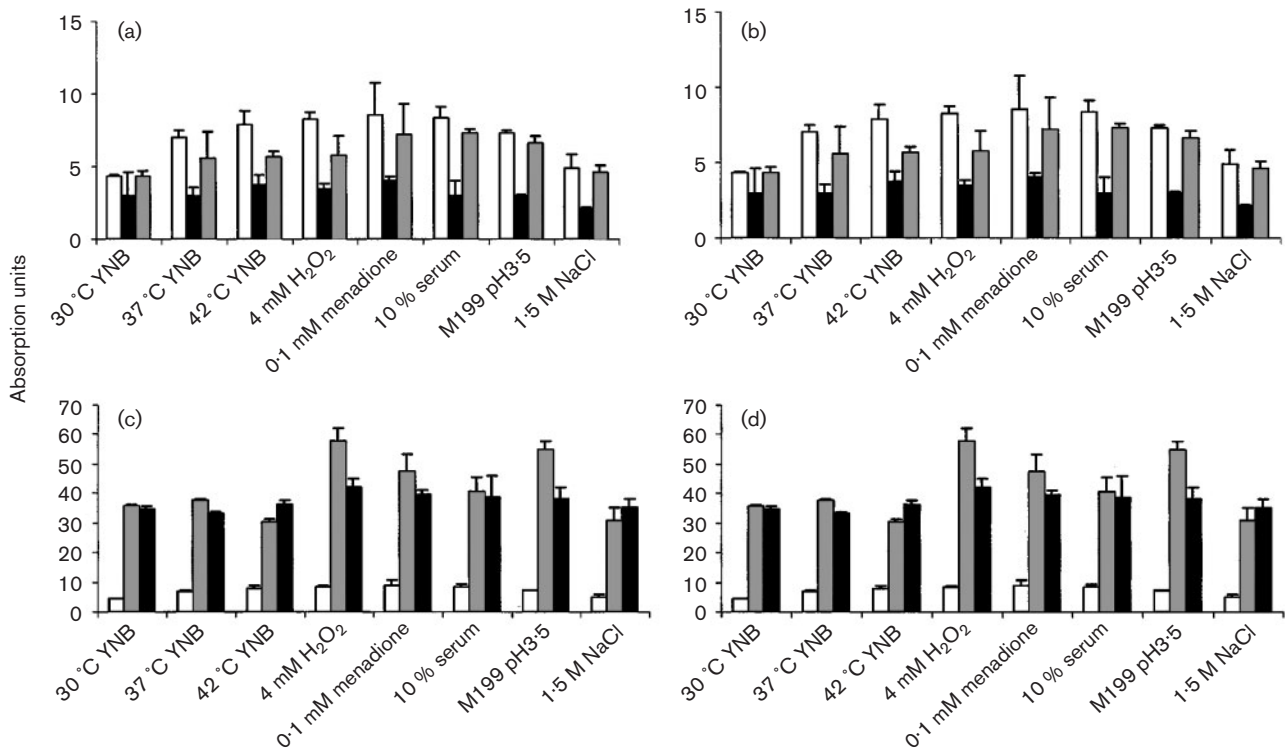 (a)
15
10
5
0
30 °C YNB
37 °C YNB
42 °C YNB
4 mM H₂O₂
0·1 mM menadione
10 % serum
M199 pH3·5
1·5 M NaCl
(b)
15
10
5
0
30 °C YNB
37 °C YNB
42 °C YNB
4 mM H₂O₂
0·1 mM menadione
10 % serum
M199 pH3·5
1·5 M NaCl
Absorption units
(c)
70
60
50
40
30
20
10
0
30 °C YNB
37 °C YNB
42 °C YNB
4 mM H₂O₂
0·1 mM menadione
10 % serum
M199 pH3·5
1·5 M NaCl
(d)
70
60
50
40
30
20
10
0
30 °C YNB
37 °C YNB
42 °C YNB
4 mM H₂O₂
0·1 mM menadione
10 % serum
M199 pH3·5
1·5 M NaCl